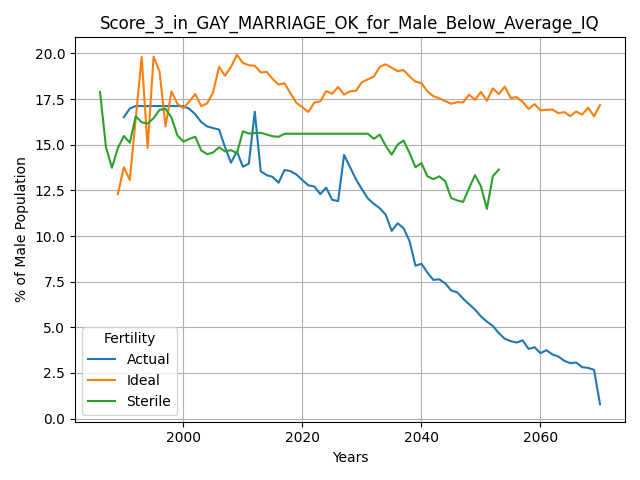 Score_3_in_GAY_MARRIAGE_OK_for_Male_Below_Average_IQ
% of Male Population
20.0
17.5
15.0
12.5
10.0
7.5
5.0
2.5
0.0
Fertility
Actual
Ideal
Sterile
2000 2020 2040 2060
Years